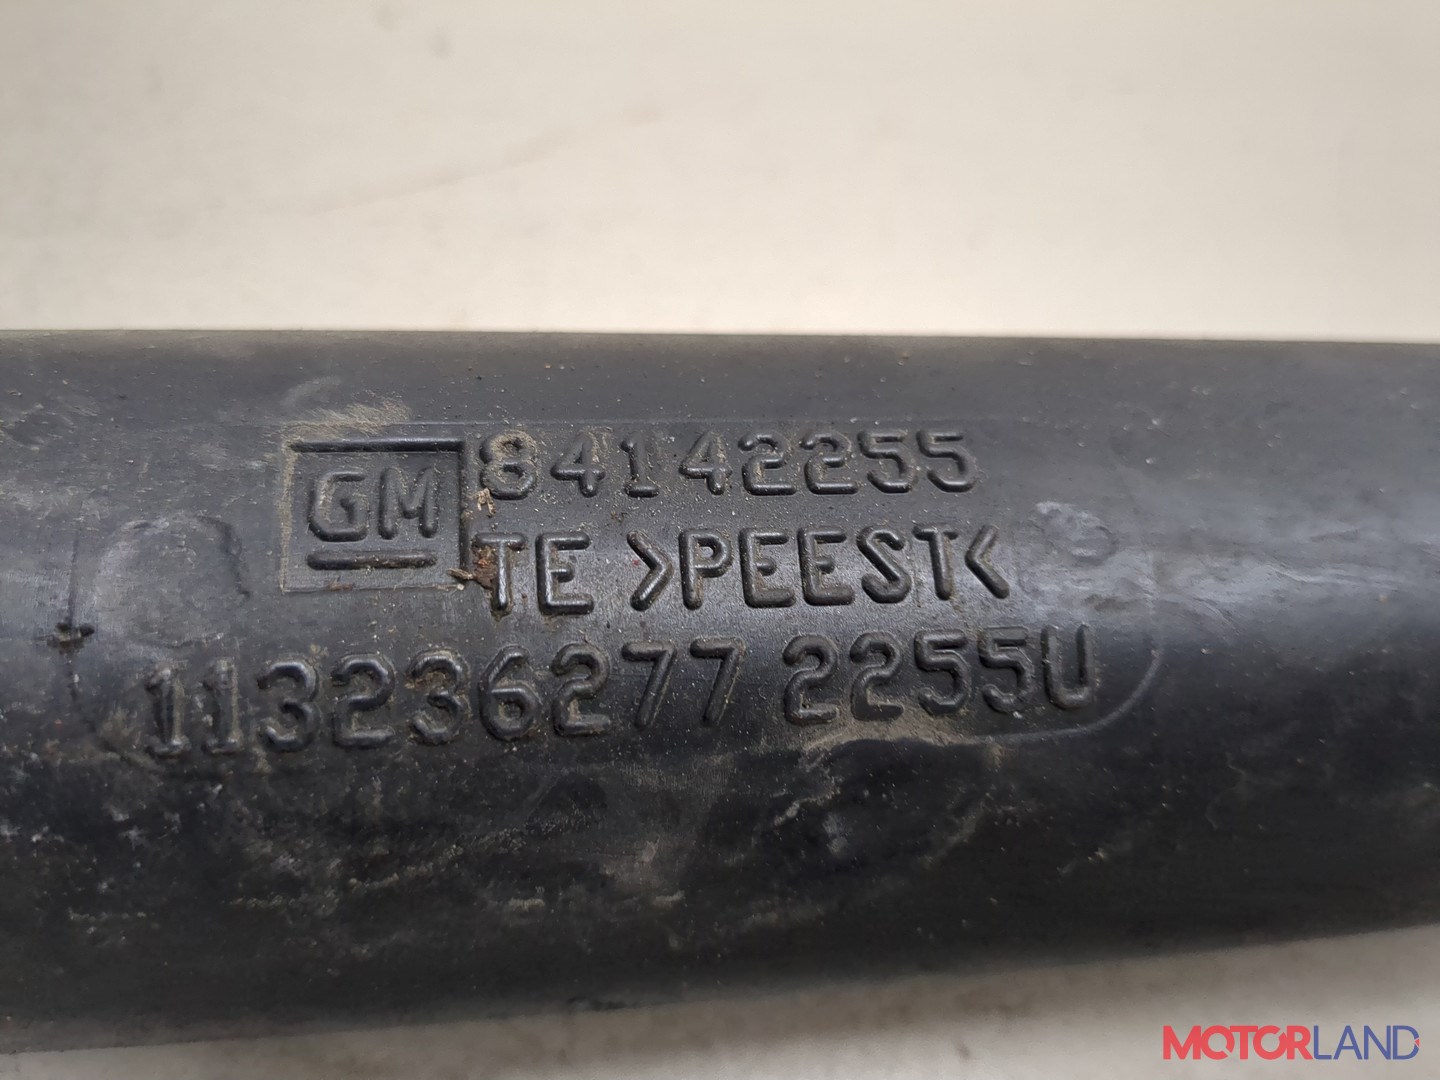 GM 84142255
TE >PEEST<
113236277 2255U
MOTORLAND